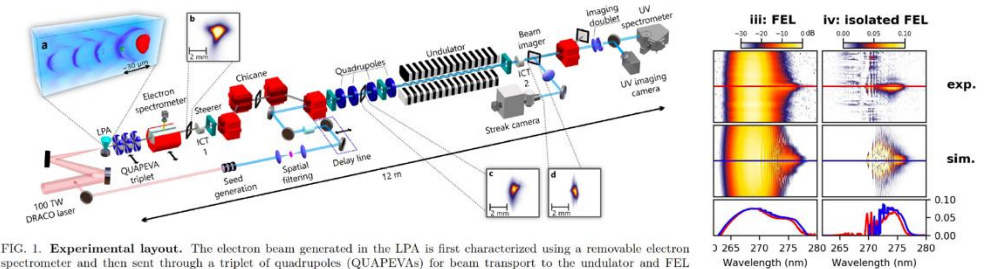 a
~30 µm
b
2 mm
LPA
QUAPEVA
triplet
Electron
spectrometer
Steerer
ICT
1
Chicane
Quadrupoles
Undulator
Beam
imager
ICT
2
Imaging
doublet
UV
spectrometer
UV imaging
camera
Streak camera
Delay line
Spatial
filtering
Seed
generation
100 TW
DRACO laser
12 m
c
2 mm
d
2 mm
FIG. 1. Experimental layout. The electron beam generated in the LPA is first characterized using a removable electron
spectrometer and then sent through a triplet of quadrupoles (QUAPEVAs) for beam transport to the undulator and FEL
iii: FEL
iv: isolated FEL
−30 −20 −10 0 dB
0.00 0.05 0.10
exp.
sim.
0.10
0.05
0.00
265 270 275 280
265 270 275 280
Wavelength (nm)
Wavelength (nm)